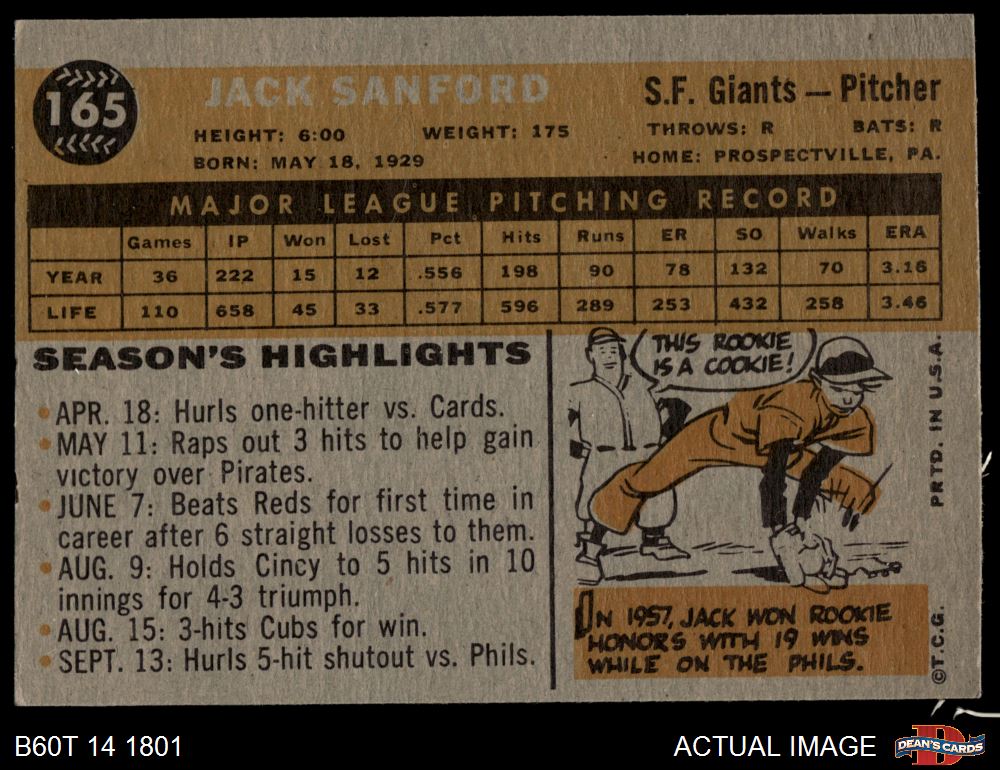 165
JACK SANFORD
S.F. Giants — Pitcher
HEIGHT: 6:00 WEIGHT: 175 THROWS: R BATS: R
BORN: MAY 18, 1929 HOME: PROSPECTVILLE, PA.
MAJOR LEAGUE PITCHING RECORD
Games IP Won Lost Pct Hits Runs ER SO Walks ERA
YEAR 36 222 15 12 .556 198 90 78 132 70 3.16
LIFE 110 658 45 33 .577 596 289 253 432 258 3.46
SEASON'S HIGHLIGHTS
• APR. 18: Hurls one-hitter vs. Cards.
• MAY 11: Raps out 3 hits to help gain
victory over Pirates.
• JUNE 7: Beats Reds for first time in
career after 6 straight losses to them.
• AUG. 9: Holds Cincy to 5 hits in 10
innings for 4-3 triumph.
• AUG. 15: 3-hits Cubs for win.
• SEPT. 13: Hurls 5-hit shutout vs. Phils.
THIS ROOKIE
IS A COOKIE!
IN 1957, JACK WON ROOKIE
HONORS WITH 19 WINS
WHILE ON THE PHILS.
PRTD. IN U.S.A.
©T.C.G.
B60T 14 1801
ACTUAL IMAGE
DEAN'S CARDS